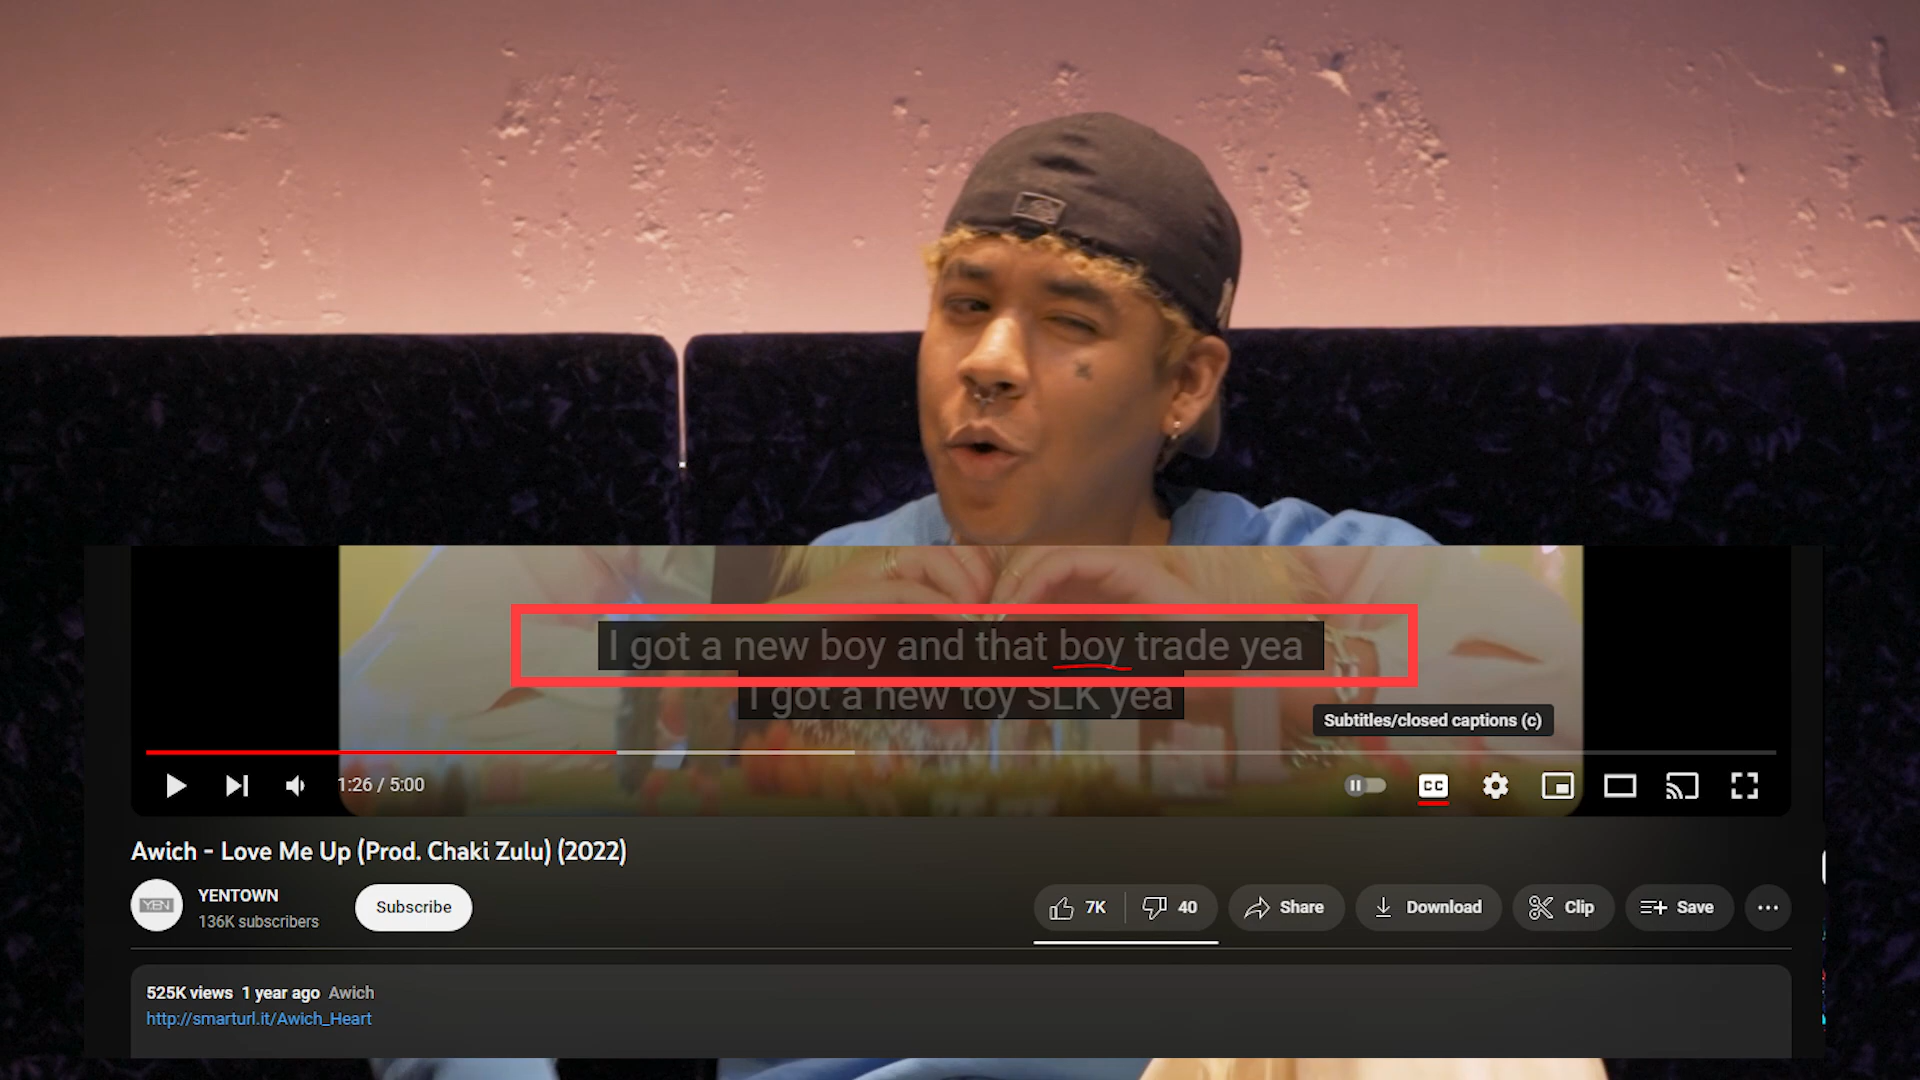 I got a new boy and that boy trade yea
I got a new toy SLK yea
Subtitles/closed captions (c)
1:26 / 5:00
CC
Awich - Love Me Up (Prod. Chaki Zulu) (2022)
YEN
YENTOWN
136K subscribers
Subscribe
7K
40
Share
Download
Clip
Save
525K views 1 year ago Awich
http://smarturl.it/Awich_Heart